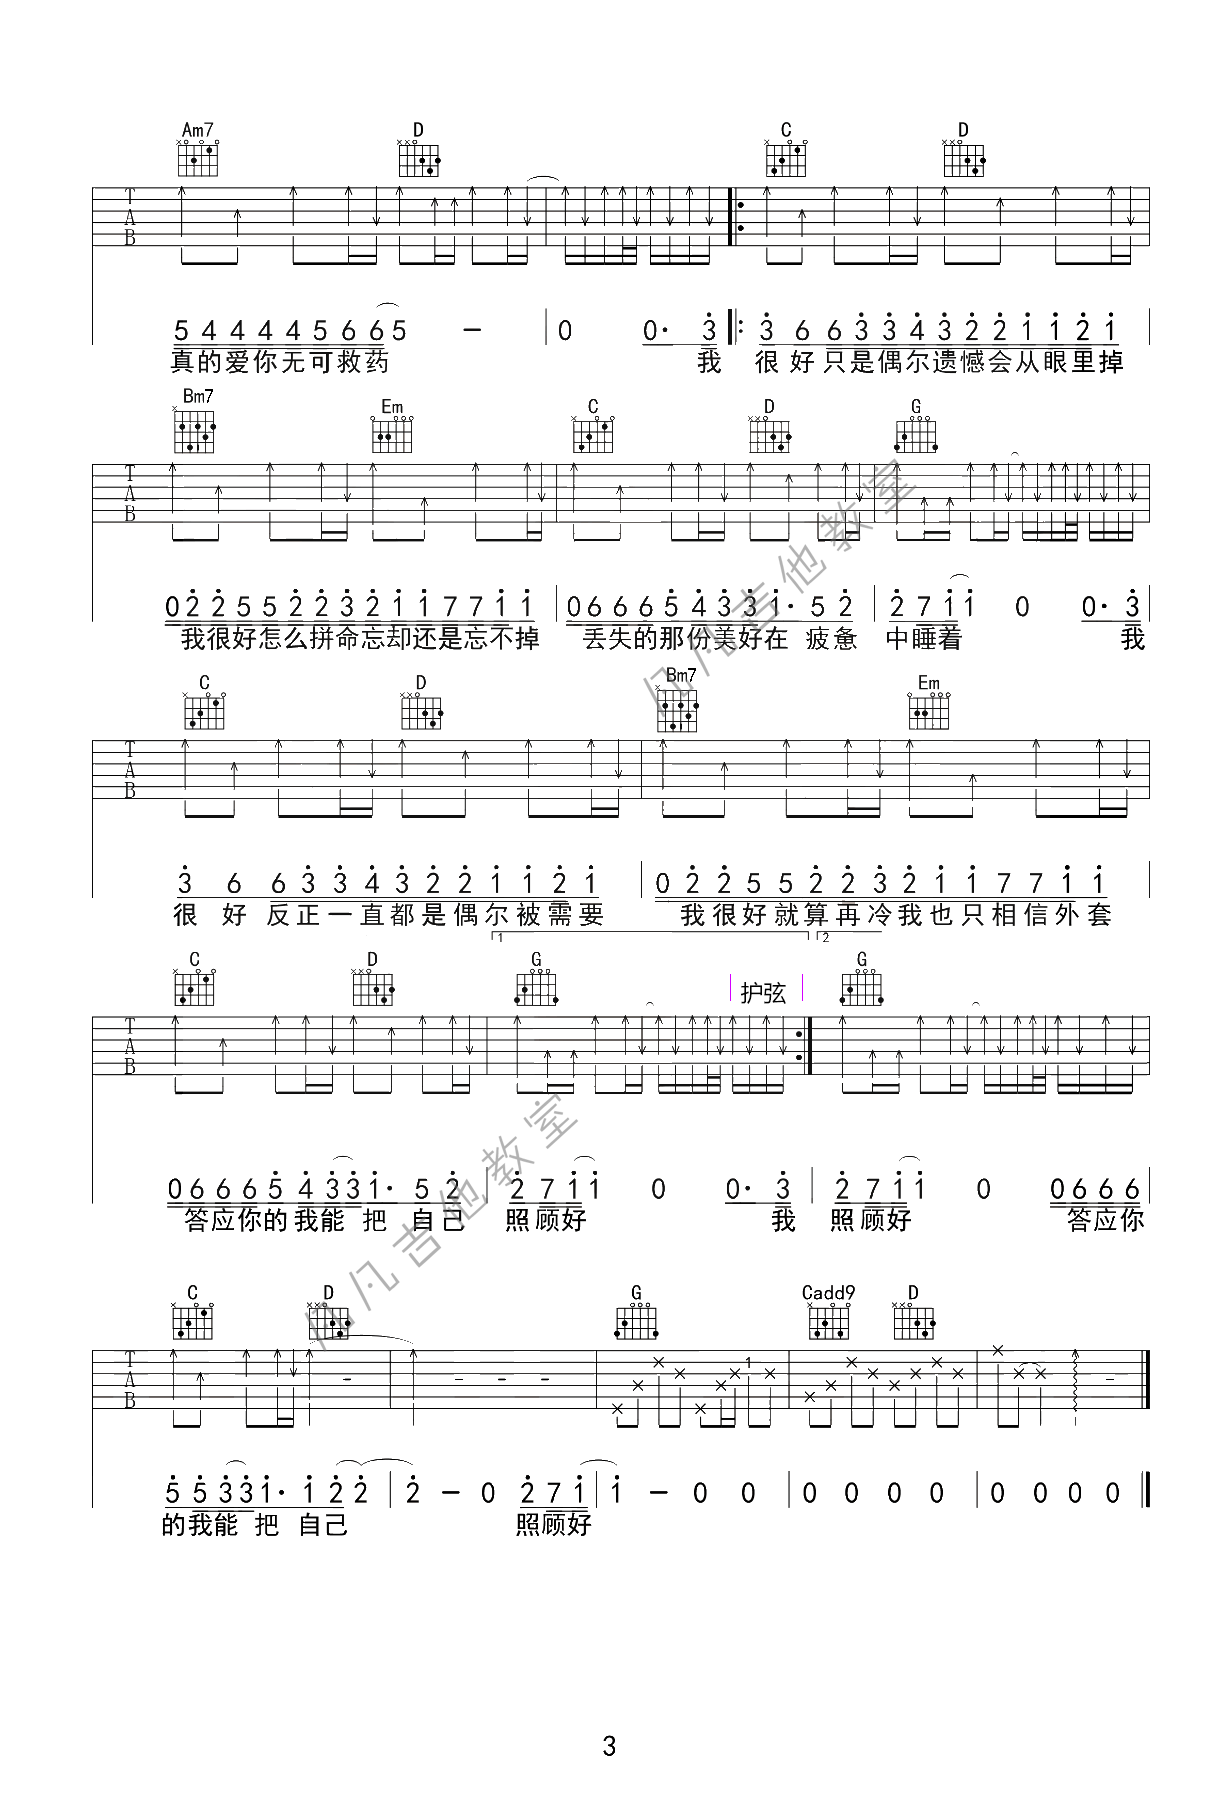 Am7 D C D
T
A
B
5 4 4 4 4 5 6 6 5 — 0 0· 3 3 6 6 3 3 4 3 2 2 1 1 2 1
真的爱你无可救药 我 很好只是偶尔遗憾会从眼里掉
Bm7 Em C D G
T
A
B
0 2 2 5 5 2 2 3 2 1 1 7 7 1 1 0 6 6 6 5 4 3 3 1· 5 2 2 7 1 1 0 0· 3
我很好怎么拼命忘却还是忘不掉 丢失的那份美好在 疲惫 中睡着 我
C D Bm7 Em
T
A
B
3 6 6 3 3 4 3 2 2 1 1 2 1 0 2 2 5 5 2 2 3 2 1 1 7 7 1 1
很 好 反正一直都是偶尔被需要 我很好就算再冷我也只相信外套
1 2
C D G 护弦 G
T
A
B
0 6 6 6 5 4 3 3 1· 5 2 2 7 1 1 0 0· 3 2 7 1 1 0 0 6 6 6
答应你的我能 把 自己 照顾好 我 照顾好 答应你
C D G Cadd9 D
T
A
B
1
5 5 3 3 1· 1 2 2 2 — 0 2 7 1 1 — 0 0 0 0 0 0 0 0 0 0
的我能 把 自己 照顾好
凡凡吉他教室
凡凡吉他教室
3